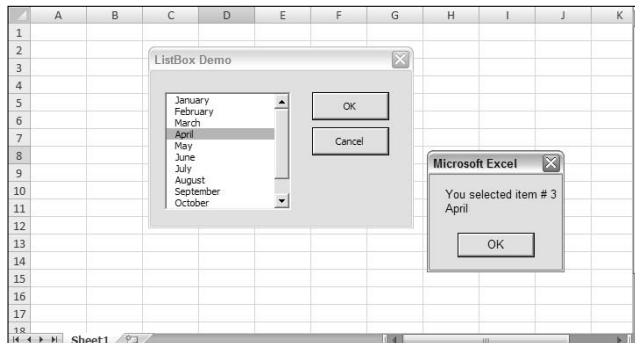 A B C D E F G H I J K
1
2
3
4
5
6
7
8
9
10
11
12
13
14
15
16
17
18
ListBox Demo
January
February
March
April
May
June
July
August
September
October
OK
Cancel
Microsoft Excel
You selected item # 3
April
OK
Sheet1